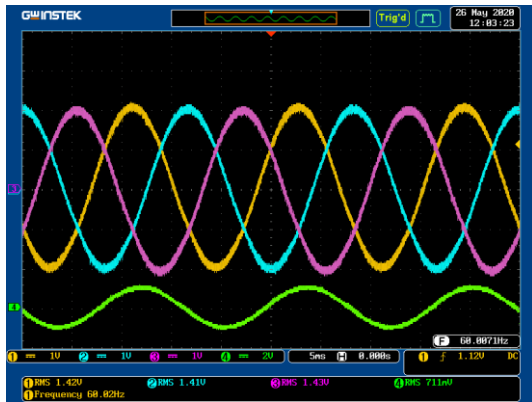 GWINSTEK Trig'd 26 May 2020
12:03:23
3
4
F 60.0071Hz
1 1V 2 1V 3 1V 4 2V 5ms H 0.000s 1 1.12V DC
1 RMS 1.42V 2 RMS 1.41V 3 RMS 1.43V 4 RMS 711mV
1 Frequency 60.02Hz